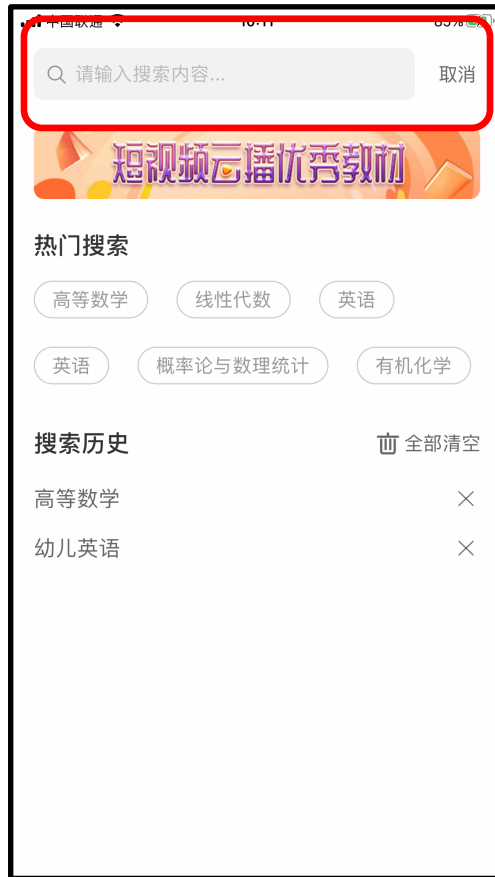 中国联通 10:11 85%
请输入搜索内容... 取消
短视频云播优秀教材
热门搜索
高等数学 线性代数 英语
英语 概率论与数理统计 有机化学
搜索历史 全部清空
高等数学
幼儿英语